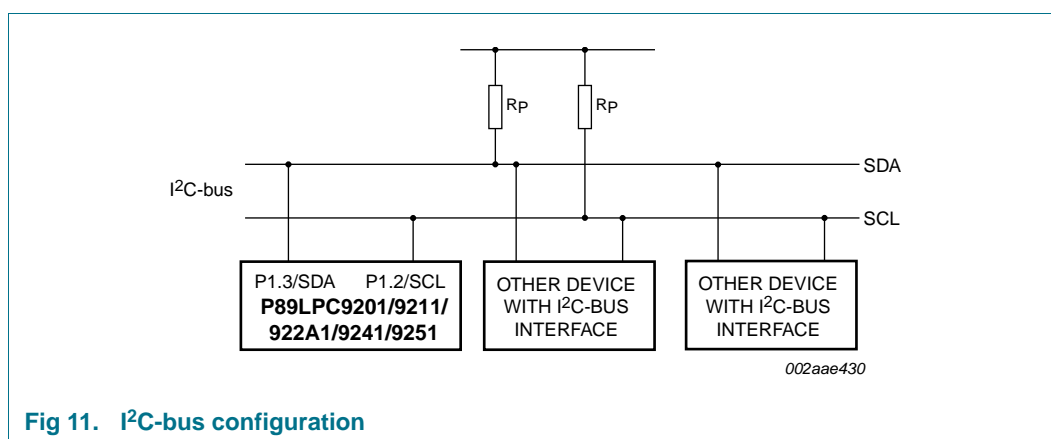 RP
RP
SDA
I2C-bus
SCL
P1.3/SDA P1.2/SCL
P89LPC9201/9211/
922A1/9241/9251
OTHER DEVICE
WITH I2C-BUS
INTERFACE
OTHER DEVICE
WITH I2C-BUS
INTERFACE
002aae430
Fig 11. I2C-bus configuration